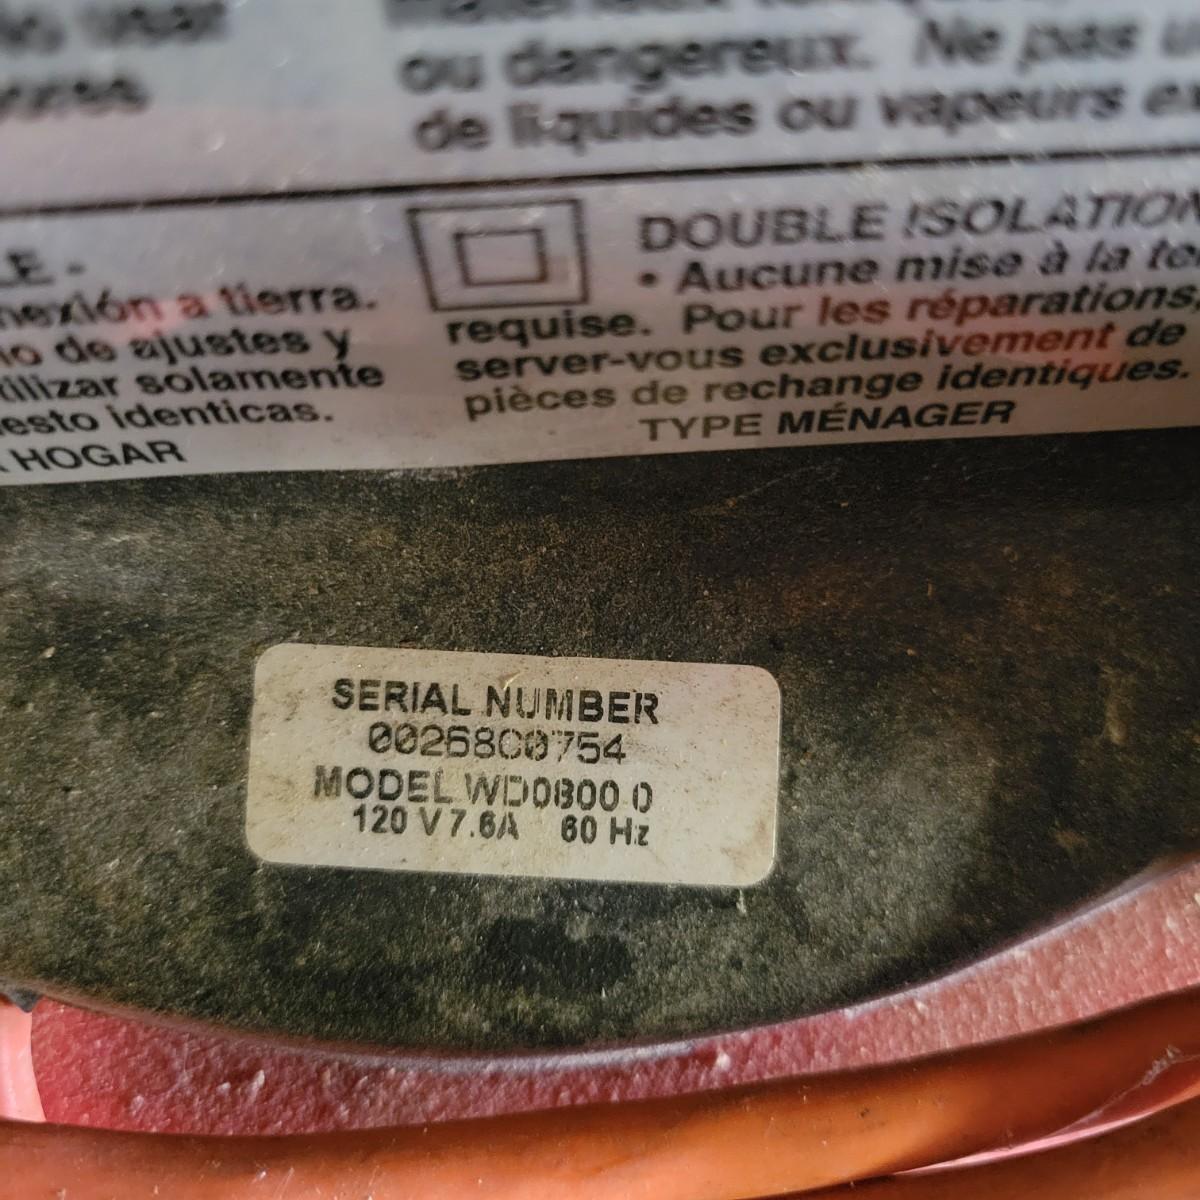 ou dangereux. Ne pas
de liquides ou vapeurs
DOUBLE ISOLATION
• Aucune mise à la
requise. Pour les réparations,
server-vous exclusivement de
pièces de rechange identiques.
TYPE MÉNAGER
LE -
nexión a tierra.
de ajustes y
tilizar solamente
esto identicas.
HOGAR
SERIAL NUMBER
00268C0754
MODEL WD0800 0
120 V 7.6A 60 Hz